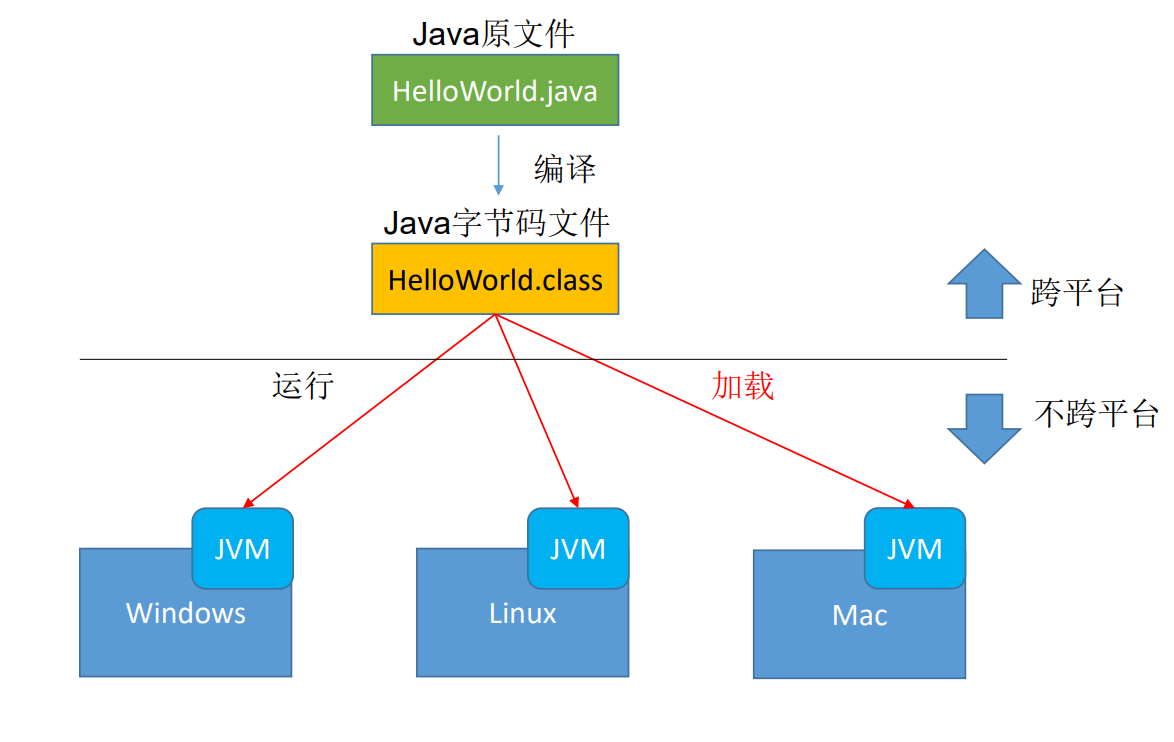 Java原文件
HelloWorld.java
编译
Java字节码文件
HelloWorld.class
跨平台
运行
加载
不跨平台
JVM
JVM
JVM
Windows
Linux
Mac